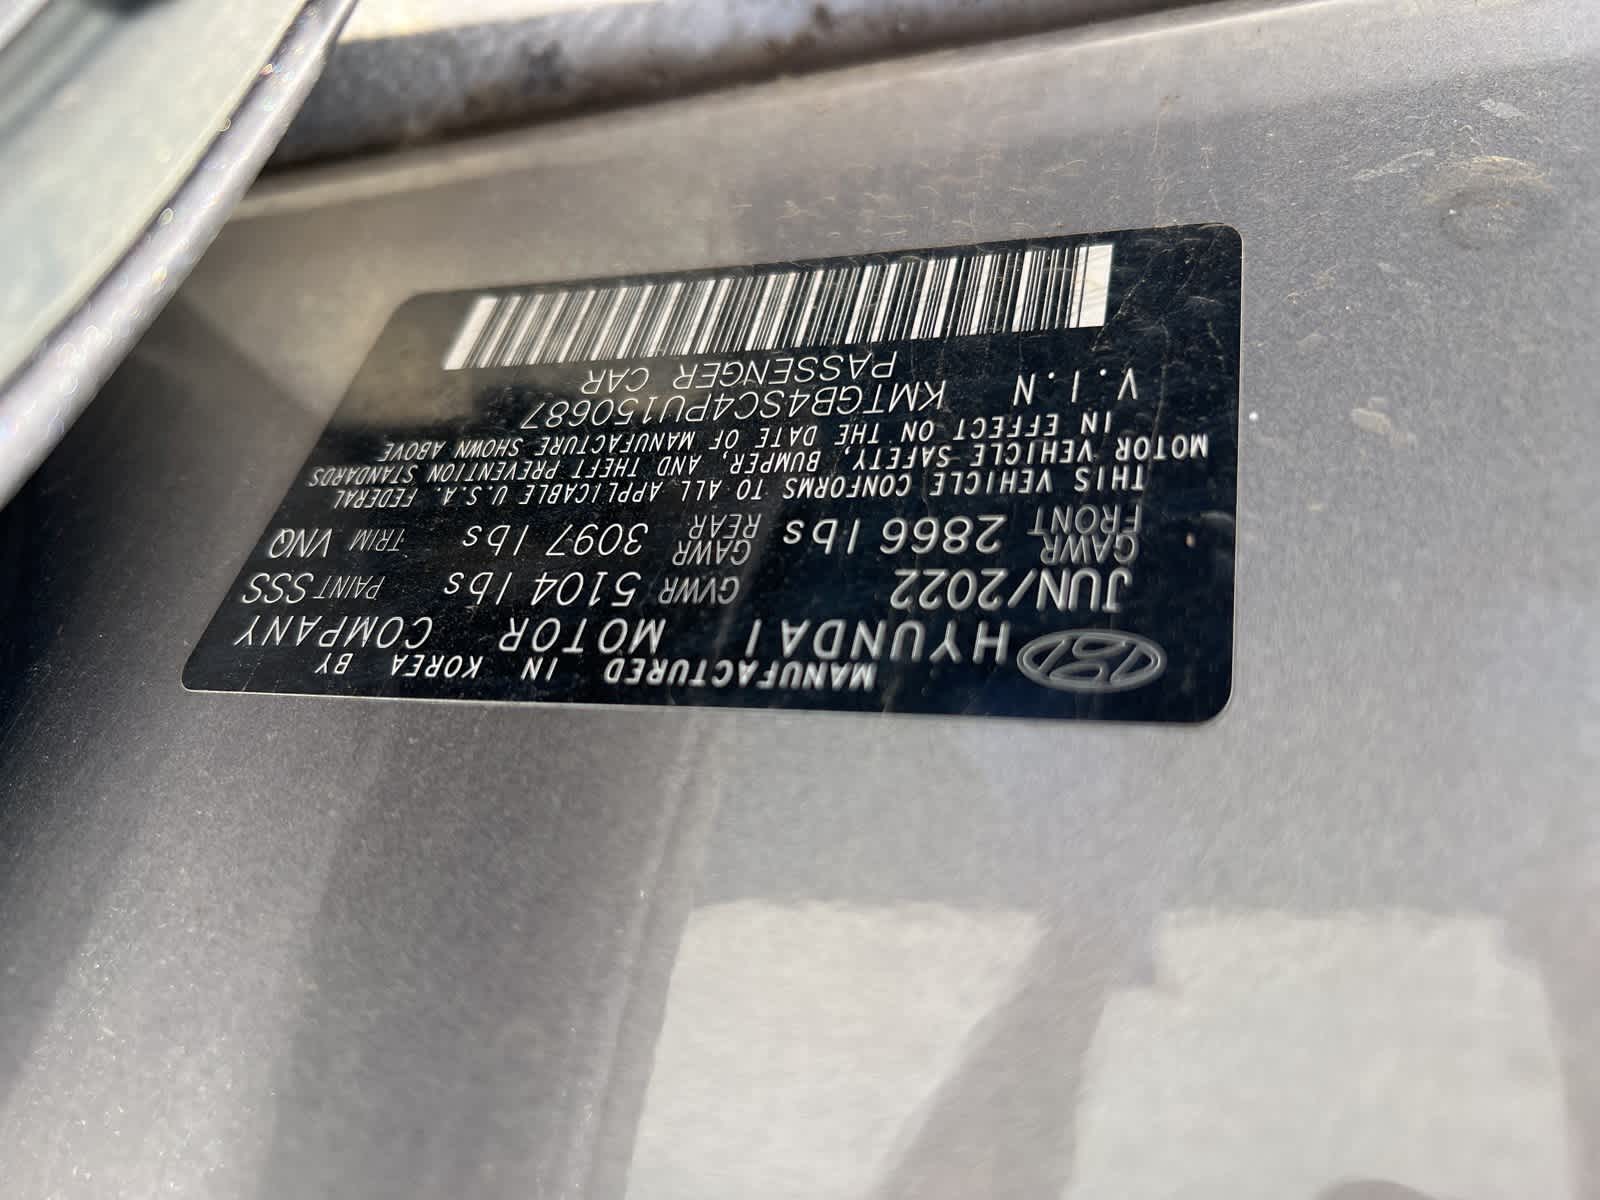 MANUFACTURED IN KOREA BY
HYUNDAI MOTOR COMPANY
JUN/2022 GVWR 5104 lbs PAINT SSS
GAWR FRONT 2866 lbs GAWR REAR 3097 lbs TRIM VNQ
THIS VEHICLE CONFORMS TO ALL APPLICABLE U.S.A. FEDERAL
MOTOR VEHICLE SAFETY, BUMPER, AND THEFT PREVENTION STANDARDS
IN EFFECT ON THE DATE OF MANUFACTURE SHOWN ABOVE
V.I.N KMTGB4SC4PU150687
PASSENGER CAR